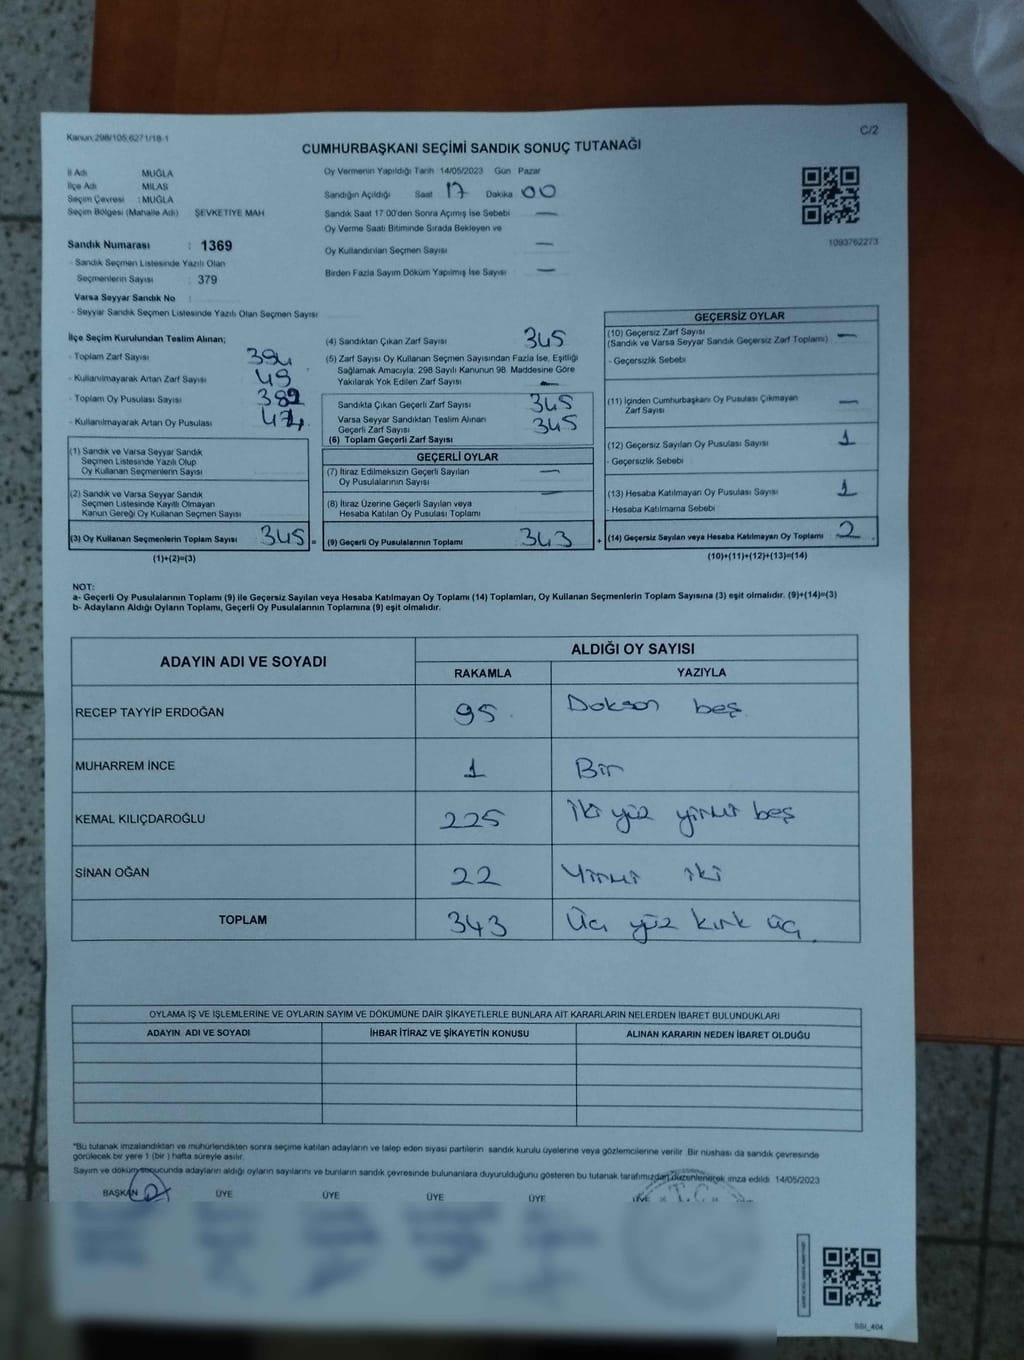 Kanun:298/105,6271/18-1
C/2
CUMHURBAŞKANI SEÇİMİ SANDIK SONUÇ TUTANAĞI
İl Adı MUĞLA
İlçe Adı MİLAS
Seçim Çevresi : MUĞLA
Seçim Bölgesi (Mahalle Adı) ŞEVKETİYE MAH
Sandık Numarası : 1369
- Sandık Seçmen Listesinde Yazılı Olan
Seçmenlerin Sayısı : 379
Varsa Seyyar Sandık No :
- Seyyar Sandık Seçmen Listesinde Yazılı Olan Seçmen Sayısı
Oy Vermenin Yapıldığı Tarih 14/05/2023 Gün Pazar
Sandığın Açıldığı Saat 17 Dakika 00
Sandık Saat 17:00'den Sonra Açılmış İse Sebebi —
Oy Verme Saati Bitiminde Sırada Bekleyen ve
Oy Kullandırılan Seçmen Sayısı —
Birden Fazla Sayım Döküm Yapılmış İse Sayısı —
1093762273
İlçe Seçim Kurulundan Teslim Alınan;
- Toplam Zarf Sayısı
- Kullanılmayarak Artan Zarf Sayısı
- Toplam Oy Pusulası Sayısı
- Kullanılmayarak Artan Oy Pusulası
(1) Sandık ve Varsa Seyyar Sandık
Seçmen Listesinde Yazılı Olup
Oy Kullanan Seçmenlerin Sayısı
(2) Sandık ve Varsa Seyyar Sandık
Seçmen Listesinde Kayıtlı Olmayan
Kanun Gereği Oy Kullanan Seçmen Sayısı
(3) Oy Kullanan Seçmenlerin Toplam Sayısı 345 =
(1)+(2)=(3)
(4) Sandıktan Çıkan Zarf Sayısı 345
(5) Zarf Sayısı Oy Kullanan Seçmen Sayısından Fazla İse, Eşitliği
Sağlamak Amacıyla; 298 Sayılı Kanunun 98. Maddesine Göre
Yakılarak Yok Edilen Zarf Sayısı —
Sandıkta Çıkan Geçerli Zarf Sayısı 345
Varsa Seyyar Sandıktan Teslim Alınan
Geçerli Zarf Sayısı 345
(6) Toplam Geçerli Zarf Sayısı
GEÇERLİ OYLAR
(7) İtiraz Edilmeksizin Geçerli Sayılan —
Oy Pusulalarının Sayısı
(8) İtiraz Üzerine Geçerli Sayılan veya —
Hesaba Katılan Oy Pusulası Toplamı
(9) Geçerli Oy Pusulalarının Toplamı 343 +
GEÇERSİZ OYLAR
(10) Geçersiz Zarf Sayısı —
(Sandık ve Varsa Seyyar Sandık Geçersiz Zarf Toplamı)
- Geçersizlik Sebebi
(11) İçinden Cumhurbaşkanı Oy Pusulası Çıkmayan —
Zarf Sayısı
(12) Geçersiz Sayılan Oy Pusulası Sayısı 1
- Geçersizlik Sebebi
(13) Hesaba Katılmayan Oy Pusulası Sayısı 1
- Hesaba Katılmama Sebebi
(14) Geçersiz Sayılan veya Hesaba Katılmayan Oy Toplamı 2
(10)+(11)+(12)+(13)=(14)
NOT:
a- Geçerli Oy Pusulalarının Toplamı (9) ile Geçersiz Sayılan veya Hesaba Katılmayan Oy Toplamı (14) Toplamları, Oy Kullanan Seçmenlerin Toplam Sayısına (3) eşit olmalıdır. (9)+(14)=(3)
b- Adayların Aldığı Oyların Toplamı, Geçerli Oy Pusulalarının Toplamına (9) eşit olmalıdır.
ADAYIN ADI VE SOYADI
ALDIĞI OY SAYISI
RAKAMLA YAZIYLA
RECEP TAYYİP ERDOĞAN 95 Doksan beş
MUHARREM İNCE 1 Bir
KEMAL KILIÇDAROĞLU 225 İki yüz yirmi beş
SİNAN OĞAN 22 Yirmi iki
TOPLAM 343 Üç yüz kırk üç
OYLAMA İŞ VE İŞLEMLERİNE VE OYLARIN SAYIM VE DÖKÜMÜNE DAİR ŞİKAYETLERLE BUNLARA AİT KARARLARIN NELERDEN İBARET BULUNDUKLARI
ADAYIN ADI VE SOYADI İHBAR İTİRAZ VE ŞİKAYETİN KONUSU ALINAN KARARIN NEDEN İBARET OLDUĞU
*Bu tutanak imzalandıktan ve mühürlendikten sonra seçime katılan adayların ve talep eden siyasi partilerin sandık kurulu üyelerine veya gözlemcilerine verilir. Bir nüshası da sandık çevresinde
görülecek bir yere 1 (bir ) hafta süreyle asılır.
Sayım ve döküm sonucunda adayların aldığı oyların sayılarını ve bunların sandık çevresinde bulunanlara duyurulduğunu gösteren bu tutanak tarafımızdan düzenlenerek imza edildi 14/05/2023
BAŞKAN ÜYE ÜYE ÜYE ÜYE ÜYE
T.C.
SSI_404